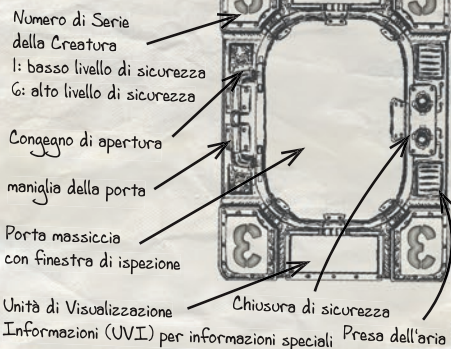 Numero di Serie
della Creatura
1: basso livello di sicurezza
6: alto livello di sicurezza
Congegno di apertura
maniglia della porta
Porta massiccia
con finestra di ispezione
Unità di Visualizzazione
Informazioni (UVI) per informazioni speciali
Chiusura di sicurezza
Presa dell'aria
3
3